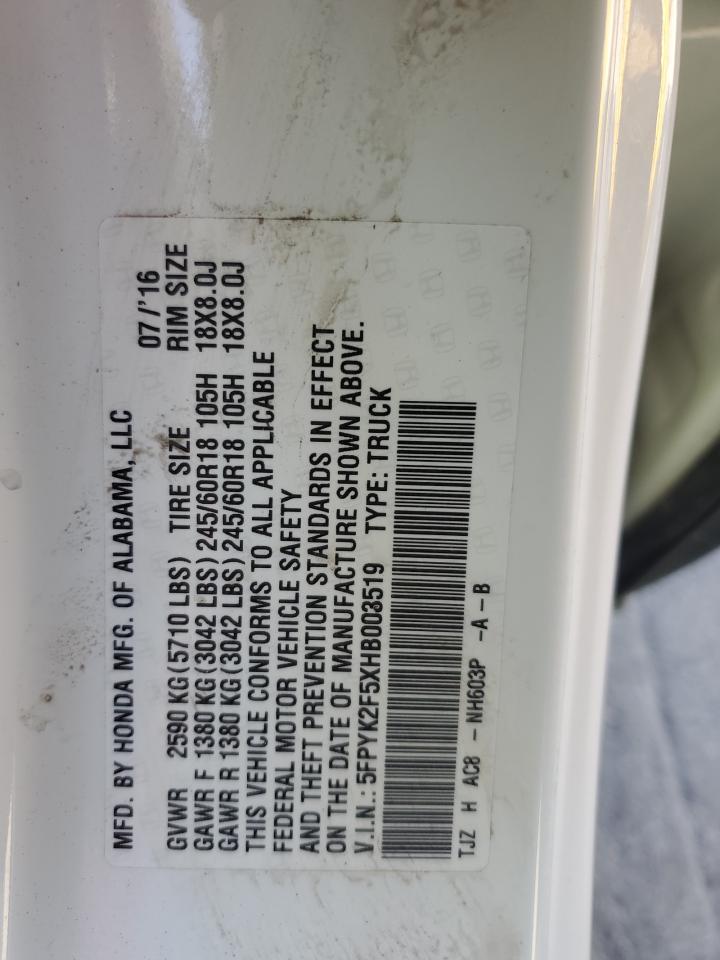 MFD. BY HONDA MFG. OF ALABAMA, LLC 07/'16
GVWR 2590 KG(5710 LBS) TIRE SIZE RIM SIZE
GAWR F 1380 KG(3042 LBS)245/60R18 105H 18X8.0J
GAWR R 1380 KG(3042 LBS)245/60R18 105H 18X8.0J
THIS VEHICLE CONFORMS TO ALL APPLICABLE
FEDERAL MOTOR VEHICLE SAFETY
AND THEFT PREVENTION STANDARDS IN EFFECT
ON THE DATE OF MANUFACTURE SHOWN ABOVE.
V.I.N.: 5FPYK2F5XHB003519 TYPE: TRUCK
TJZ H AC8 -NH603P -A-B